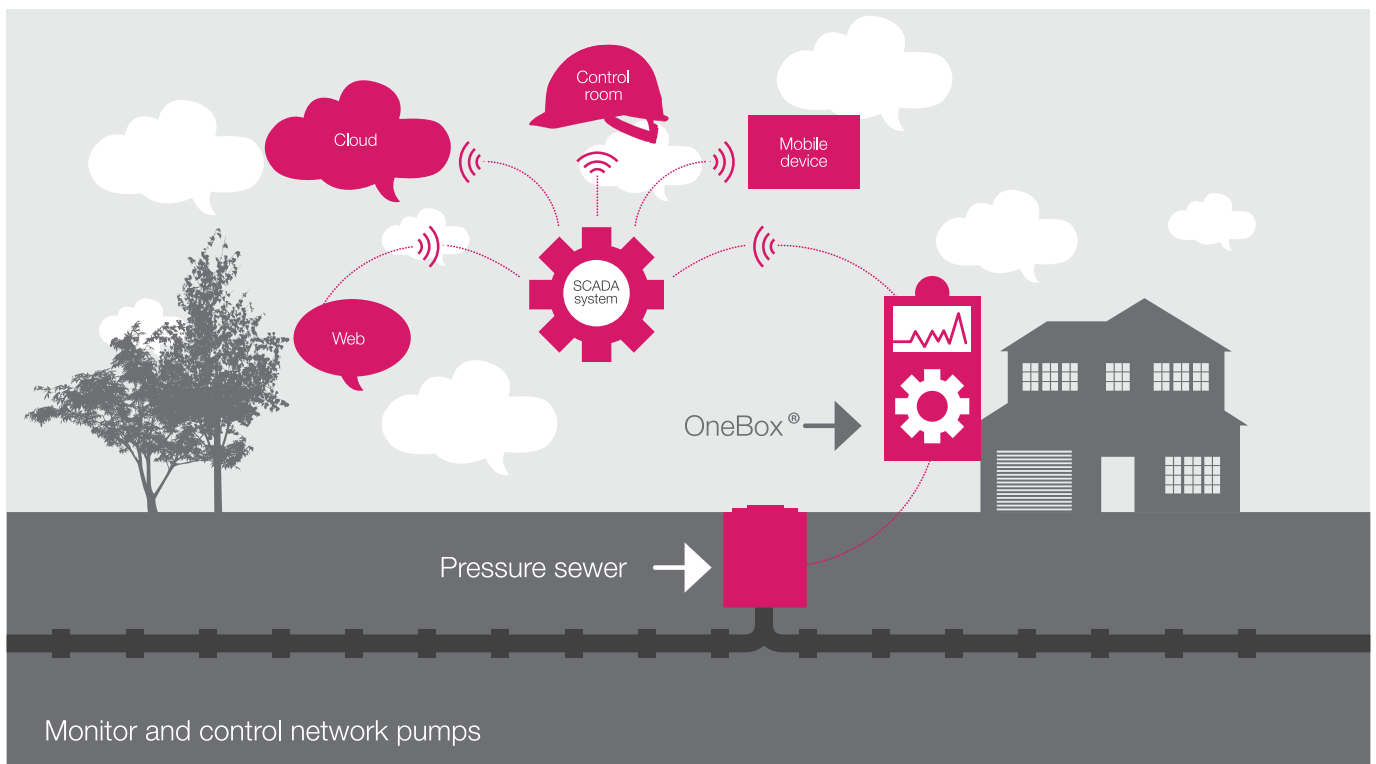 Control
room
Cloud
Mobile
device
SCADA
system
Web
OneBox®
Pressure sewer
Monitor and control network pumps